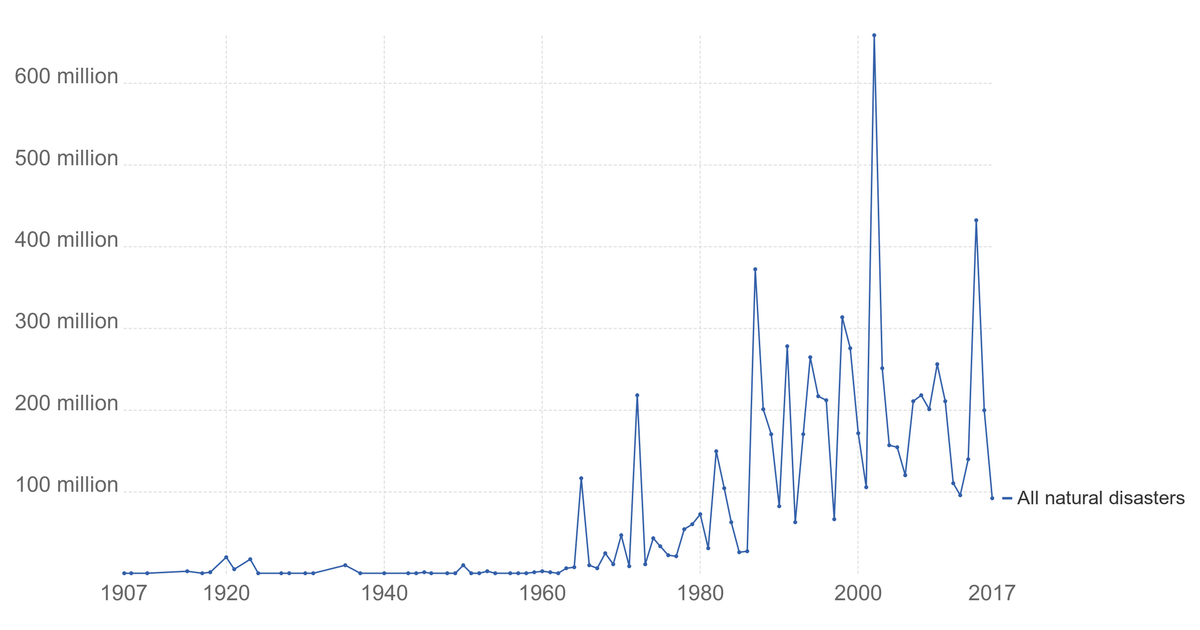 600 million
500 million
400 million
300 million
200 million
100 million
All natural disasters
1907 1920 1940 1960 1980 2000 2017